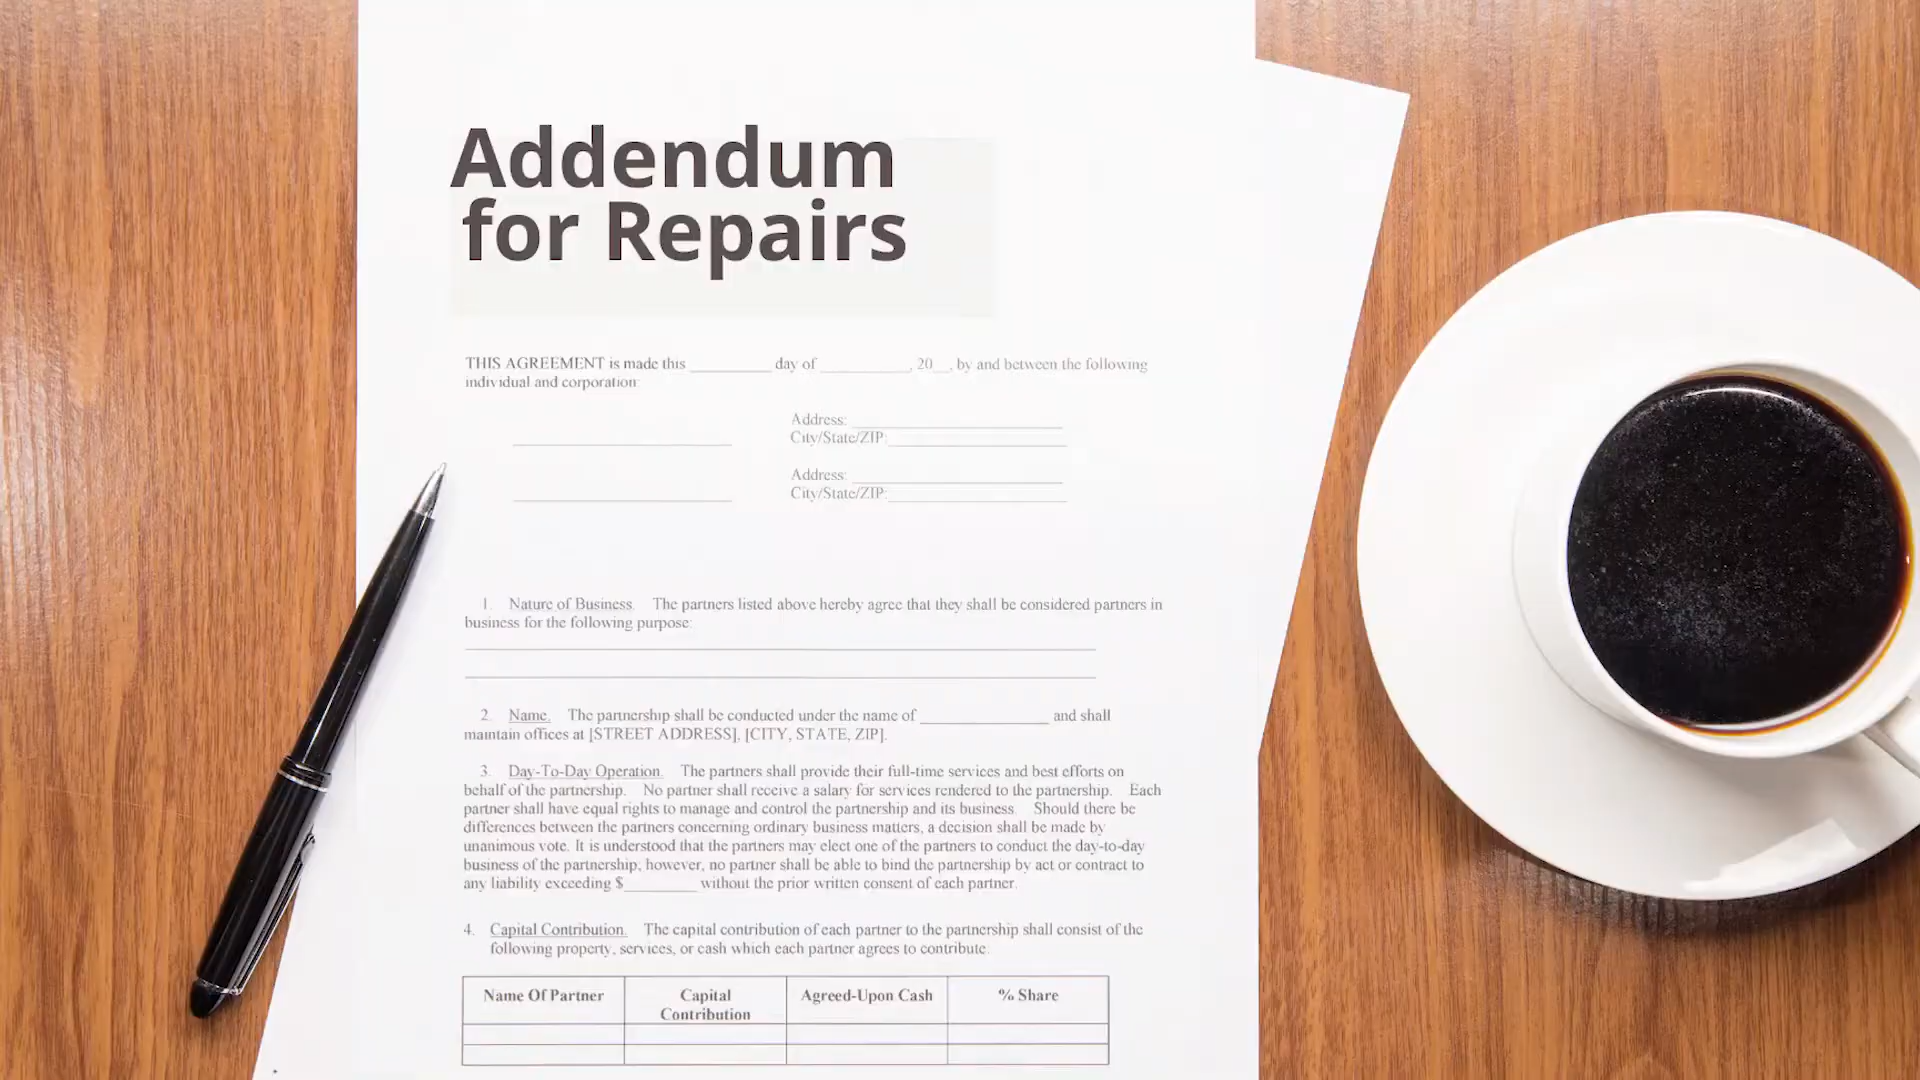 Addendum
for Repairs
THIS AGREEMENT is made this __________ day of ___________, 20__, by and between the following
individual and corporation:
Address: __________________________
City/State/ZIP:______________________
Address: __________________________
City/State/ZIP:______________________
1. Nature of Business. The partners listed above hereby agree that they shall be considered partners in
business for the following purpose:
2. Name. The partnership shall be conducted under the name of ________________ and shall
maintain offices at [STREET ADDRESS], [CITY, STATE, ZIP].
3. Day-To-Day Operation. The partners shall provide their full-time services and best efforts on
behalf of the partnership. No partner shall receive a salary for services rendered to the partnership. Each
partner shall have equal rights to manage and control the partnership and its business. Should there be
differences between the partners concerning ordinary business matters, a decision shall be made by
unanimous vote. It is understood that the partners may elect one of the partners to conduct the day-to-day
business of the partnership; however, no partner shall be able to bind the partnership by act or contract to
any liability exceeding $_________ without the prior written consent of each partner.
4. Capital Contribution. The capital contribution of each partner to the partnership shall consist of the
following property, services, or cash which each partner agrees to contribute:
Name Of Partner Capital Agreed-Upon Cash % Share
Contribution